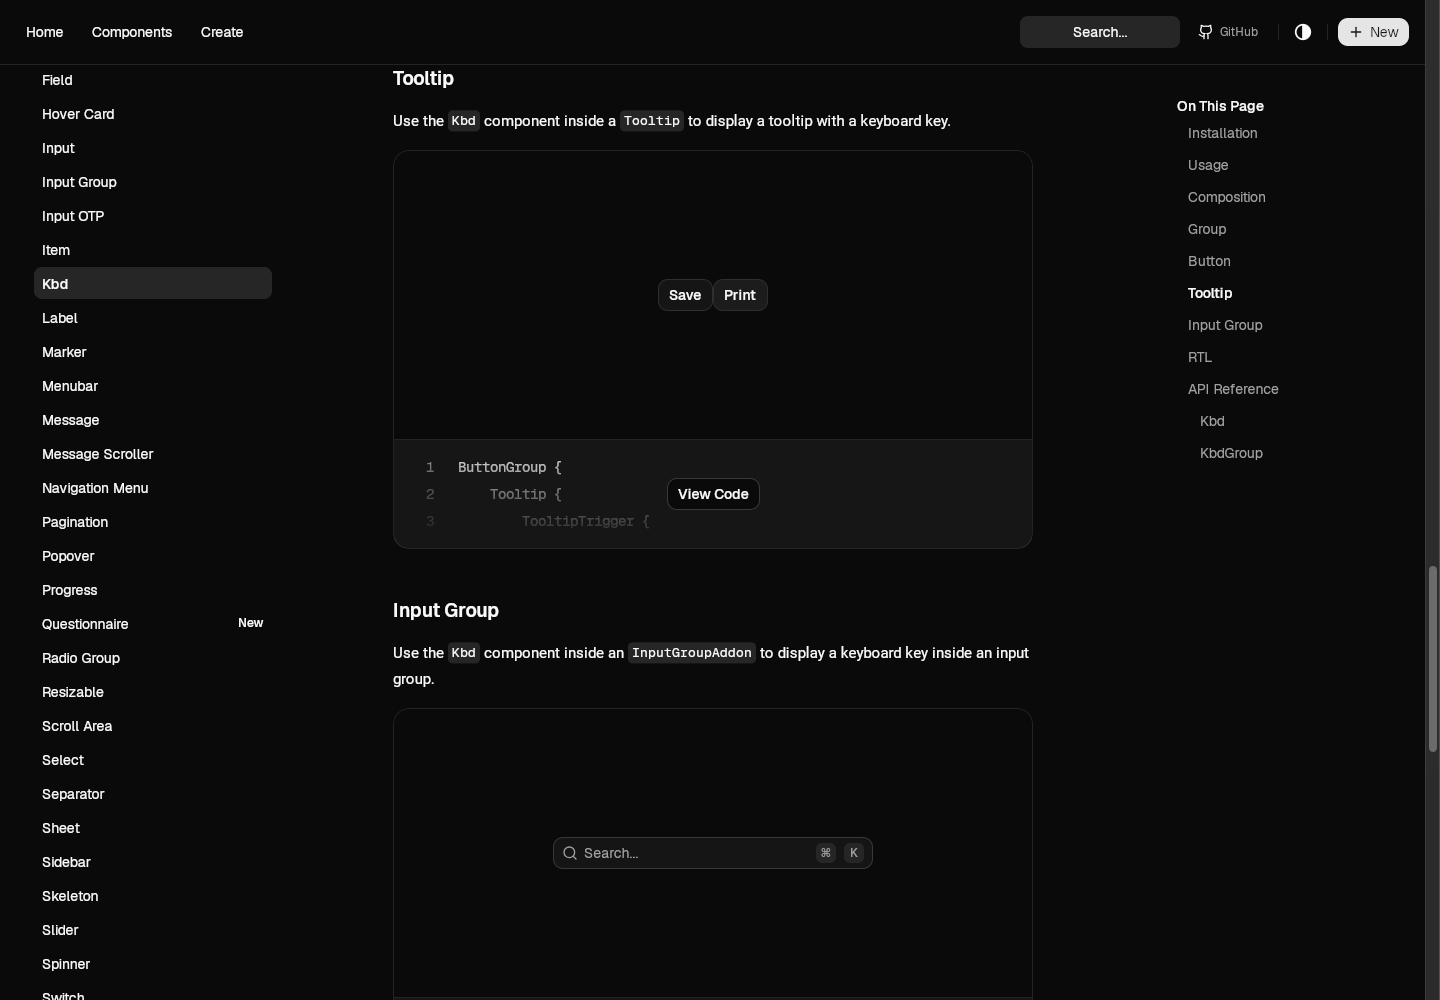 Home
Components
Create
Search...
GitHub
New
Field
Hover Card
Input
Input Group
Input OTP
Item
Kbd
Label
Marker
Menubar
Message
Message Scroller
Navigation Menu
Pagination
Popover
Progress
Questionnaire New
Radio Group
Resizable
Scroll Area
Select
Separator
Sheet
Sidebar
Skeleton
Slider
Spinner
Switch
Tooltip
Use the Kbd component inside a Tooltip to display a tooltip with a keyboard key.
Save Print
1 ButtonGroup {
2 Tooltip {
3 TooltipTrigger {
View Code
Input Group
Use the Kbd component inside an InputGroupAddon to display a keyboard key inside an input
group.
Search... ⌘ K
On This Page
Installation
Usage
Composition
Group
Button
Tooltip
Input Group
RTL
API Reference
Kbd
KbdGroup